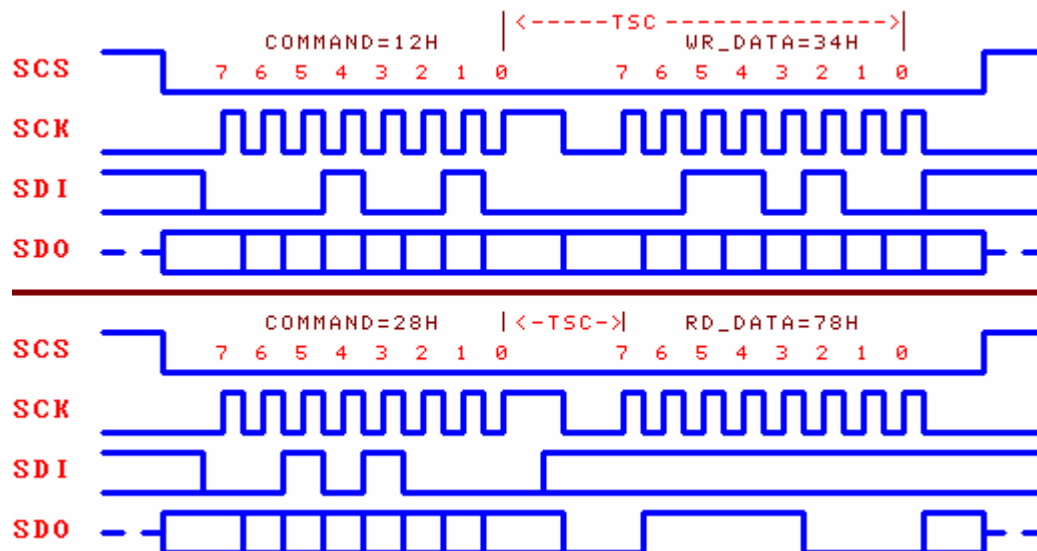 |<-----TSC --------------->|
COMMAND=12H WR_DATA=34H
SCS 7 6 5 4 3 2 1 0 7 6 5 4 3 2 1 0
SCK
SDI
SDO
COMMAND=28H |<-TSC->| RD_DATA=78H
SCS 7 6 5 4 3 2 1 0 7 6 5 4 3 2 1 0
SCK
SDI
SDO